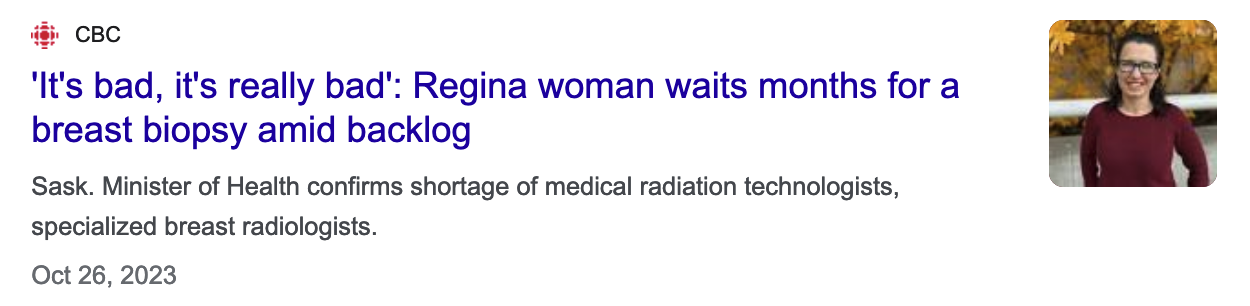 CBC
'It's bad, it's really bad': Regina woman waits months for a
breast biopsy amid backlog
Sask. Minister of Health confirms shortage of medical radiation technologists,
specialized breast radiologists.
Oct 26, 2023